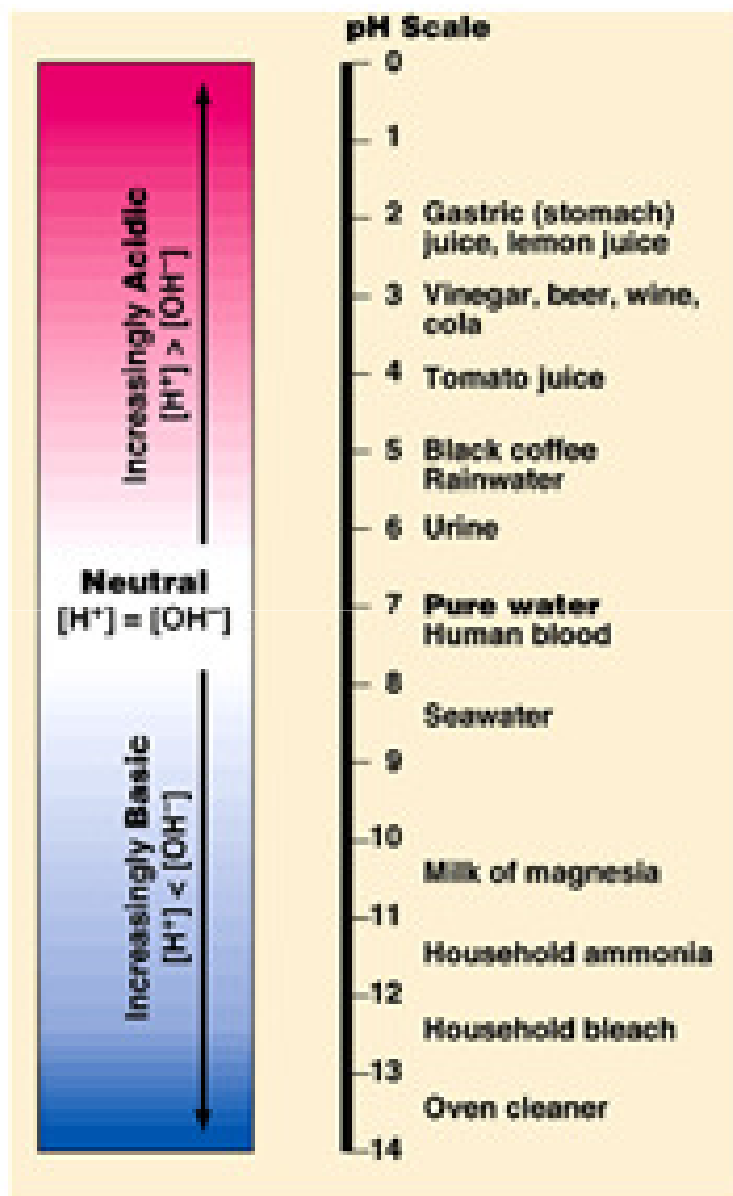 pH Scale
0
1
2 Gastric (stomach)
juice, lemon juice
3 Vinegar, beer, wine,
cola
4 Tomato juice
5 Black coffee
Rainwater
6 Urine
7 Pure water
Human blood
8
Seawater
9
10
Milk of magnesia
11
Household ammonia
12
Household bleach
13
Oven cleaner
14
Increasingly Acidic
[H⁺] > [OH⁻]
Neutral
[H⁺] = [OH⁻]
Increasingly Basic
[H⁺] < [OH⁻]